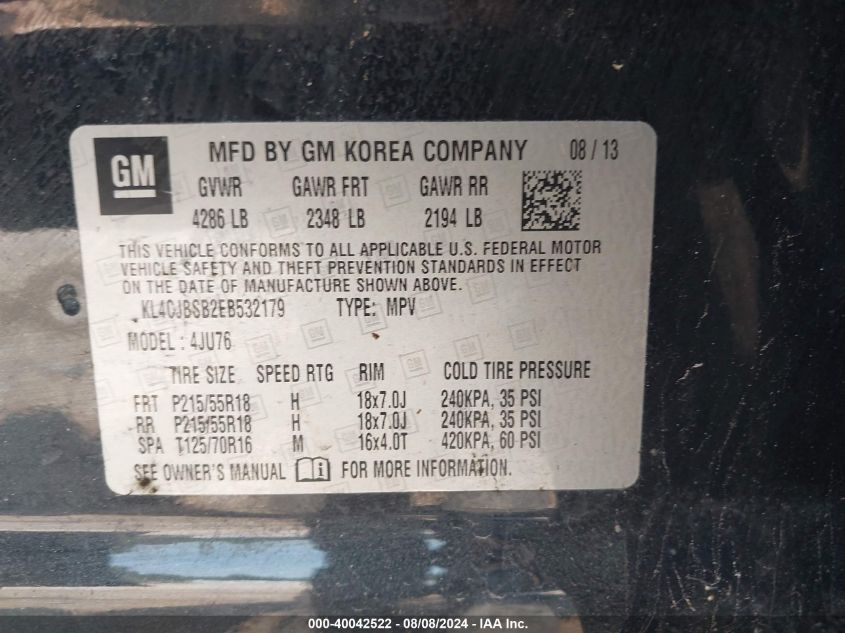 GM
MFD BY GM KOREA COMPANY 08 / 13
GVWR GAWR FRT GAWR RR
4286 LB 2348 LB 2194 LB
THIS VEHICLE CONFORMS TO ALL APPLICABLE U.S. FEDERAL MOTOR
VEHICLE SAFETY AND THEFT PREVENTION STANDARDS IN EFFECT
ON THE DATE OF MANUFACTURE SHOWN ABOVE.
KL4CJBSB2EB532179 TYPE: MPV
MODEL : 4JU76
TIRE SIZE SPEED RTG RIM COLD TIRE PRESSURE
FRT P215/55R18 H 18x7.0J 240KPA, 35 PSI
RR P215/55R18 H 18x7.0J 240KPA, 35 PSI
SPA T125/70R16 M 16x4.0T 420KPA, 60 PSI
SEE OWNER'S MANUAL FOR MORE INFORMATION.
000-40042522 - 08/08/2024 - IAA Inc.